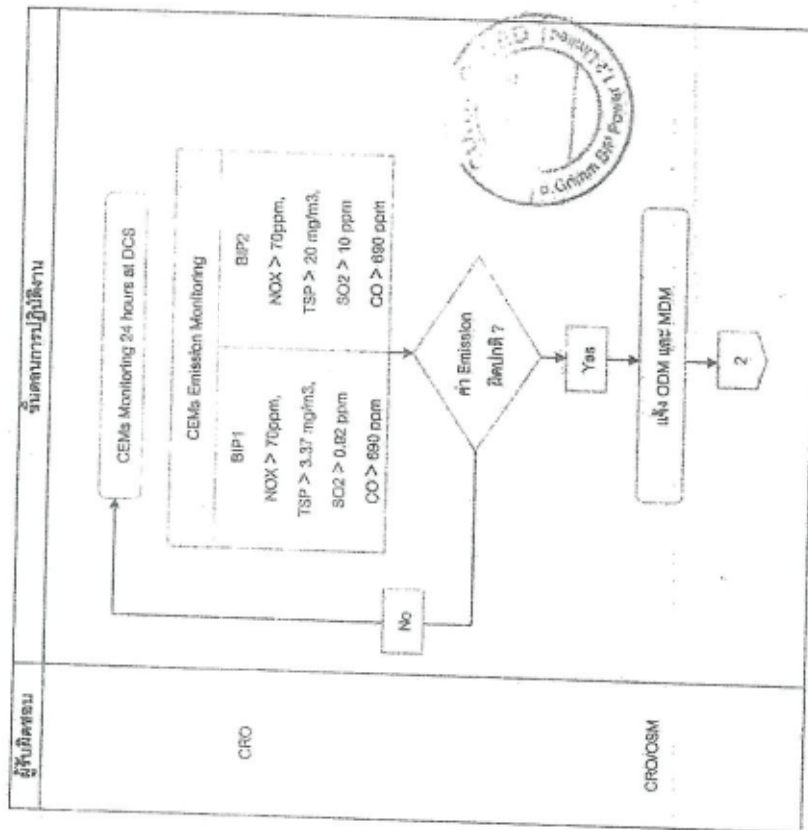 ผู้รับผิดชอบ
ขั้นตอนการปฏิบัติงาน
CRO
CEMs Monitoring 24 hours at DCS
CEMs Emission Monitoring
BIP1
NOX > 70ppm,
TSP > 3.37 mg/m3,
SO2 > 0.92 ppm
CO > 690 ppm
BIP2
NOX > 70ppm,
TSP > 20 mg/m3,
SO2 > 10 ppm
CO > 690 ppm
ค่า Emission
ผิดปกติ ?
No
Yes
CRO/OSM
แจ้ง ODM และ MDM
2
Grimm BIP Power 1,2 Limited